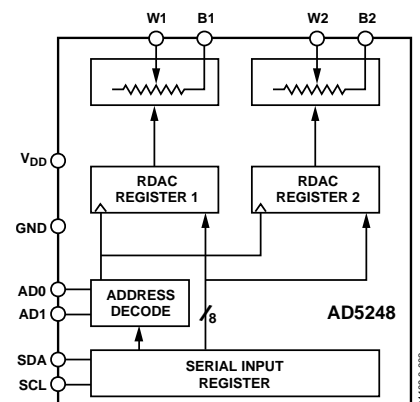 W1 B1 W2 B2
VDD
RDAC
REGISTER 1
RDAC
REGISTER 2
GND
AD0
AD1
ADDRESS
DECODE
8
AD5248
SDA
SCL
SERIAL INPUT
REGISTER